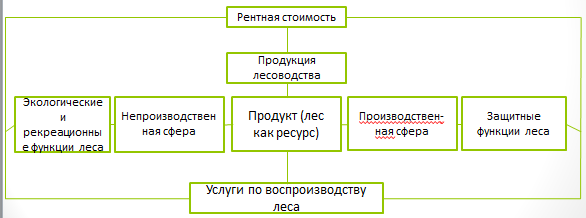 Рентная стоимость
Продукция
лесоводства
Экологические
и
рекреационны
е функции леса
Непроизводствен
ная сфера
Продукт (лес
как ресурс)
Производствен-
ная сфера
Защитные
функции леса
Услуги по воспроизводству
леса